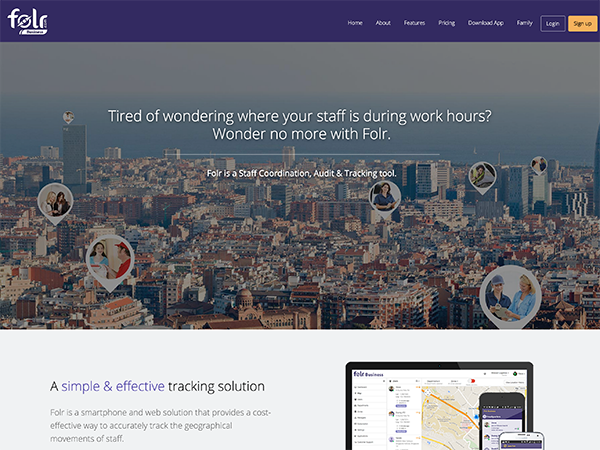 folr
Business
Home
About
Features
Pricing
Download App
Family
Login
Sign up
Tired of wondering where your staff is during work hours?
Wonder no more with Folr.
Folr is a Staff Coordination, Audit & Tracking tool.
A simple & effective tracking solution
Folr is a smartphone and web solution that provides a cost-
effective way to accurately track the geographical
movements of staff.
folr Business